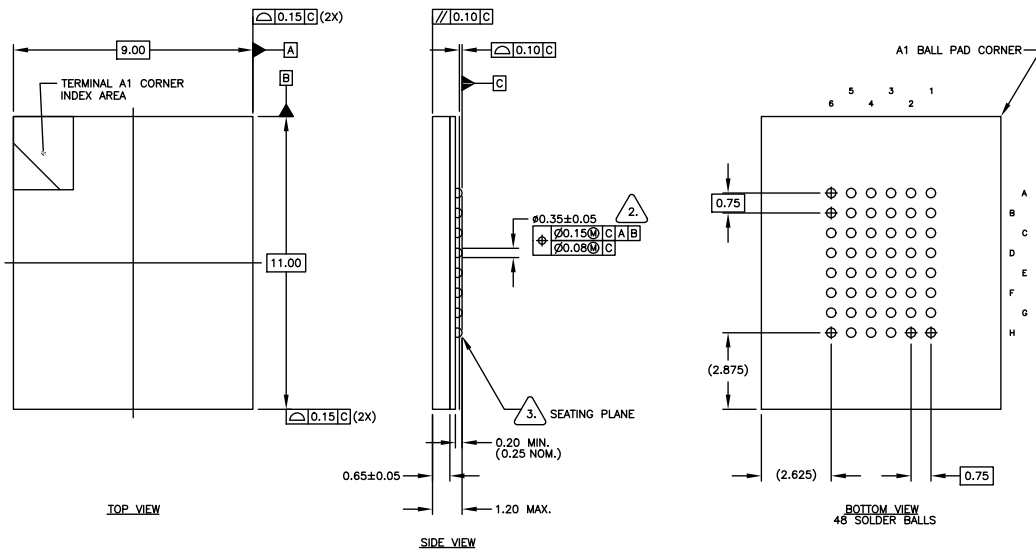 ⌓ 0.15 C (2X)
9.00
A
B
TERMINAL A1 CORNER
INDEX AREA
11.00
⌓ 0.15 C (2X)
TOP VIEW
// 0.10 C
⌓ 0.10 C
C
ø0.35±0.05
2.
⌖ Ø0.15Ⓜ C A B
Ø0.08Ⓜ C
3. SEATING PLANE
0.20 MIN.
(0.25 NOM.)
0.65±0.05
1.20 MAX.
SIDE VIEW
A1 BALL PAD CORNER
5 3 1
6 4 2
0.75
A
B
C
D
E
F
G
H
(2.875)
(2.625)
0.75
BOTTOM VIEW
48 SOLDER BALLS